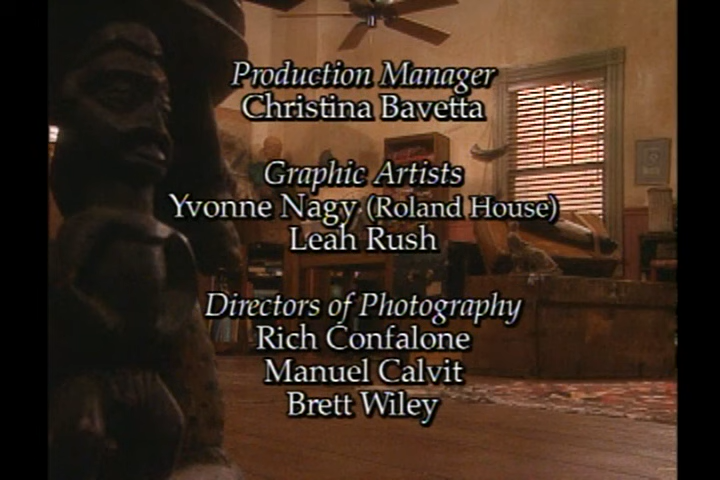 Production Manager
Christina Bavetta
Graphic Artists
Yvonne Nagy (Roland House)
Leah Rush
Directors of Photography
Rich Confalone
Manuel Calvit
Brett Wiley